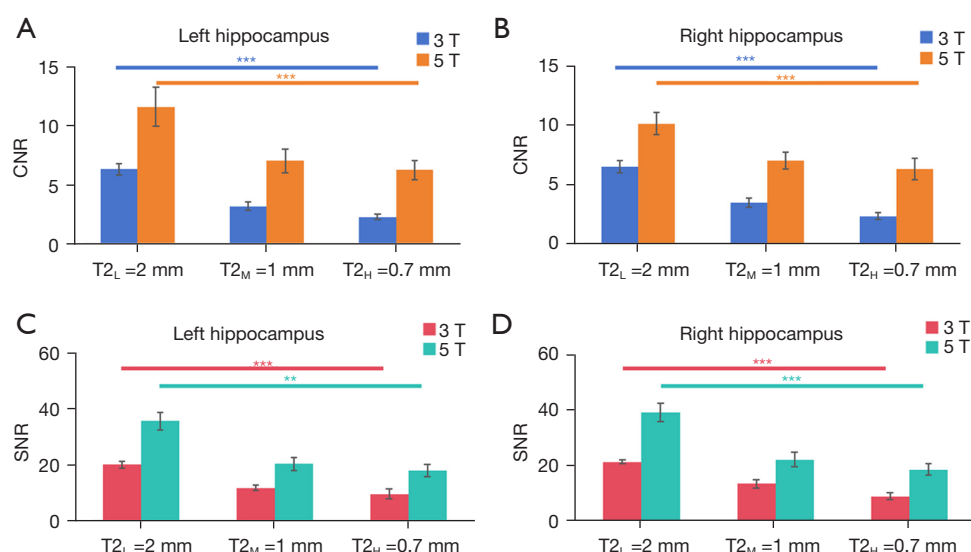 A
Left hippocampus
3 T
5 T
***
***
15
10
5
0
CNR
T2L =2 mm
T2M =1 mm
T2H =0.7 mm
B
Right hippocampus
3 T
5 T
***
***
15
10
5
0
CNR
T2L =2 mm
T2M =1 mm
T2H =0.7 mm
C
Left hippocampus
3 T
5 T
***
**
60
40
20
0
SNR
T2L =2 mm
T2M =1 mm
T2H =0.7 mm
D
Right hippocampus
3 T
5 T
***
***
60
40
20
0
SNR
T2L =2 mm
T2M =1 mm
T2H =0.7 mm